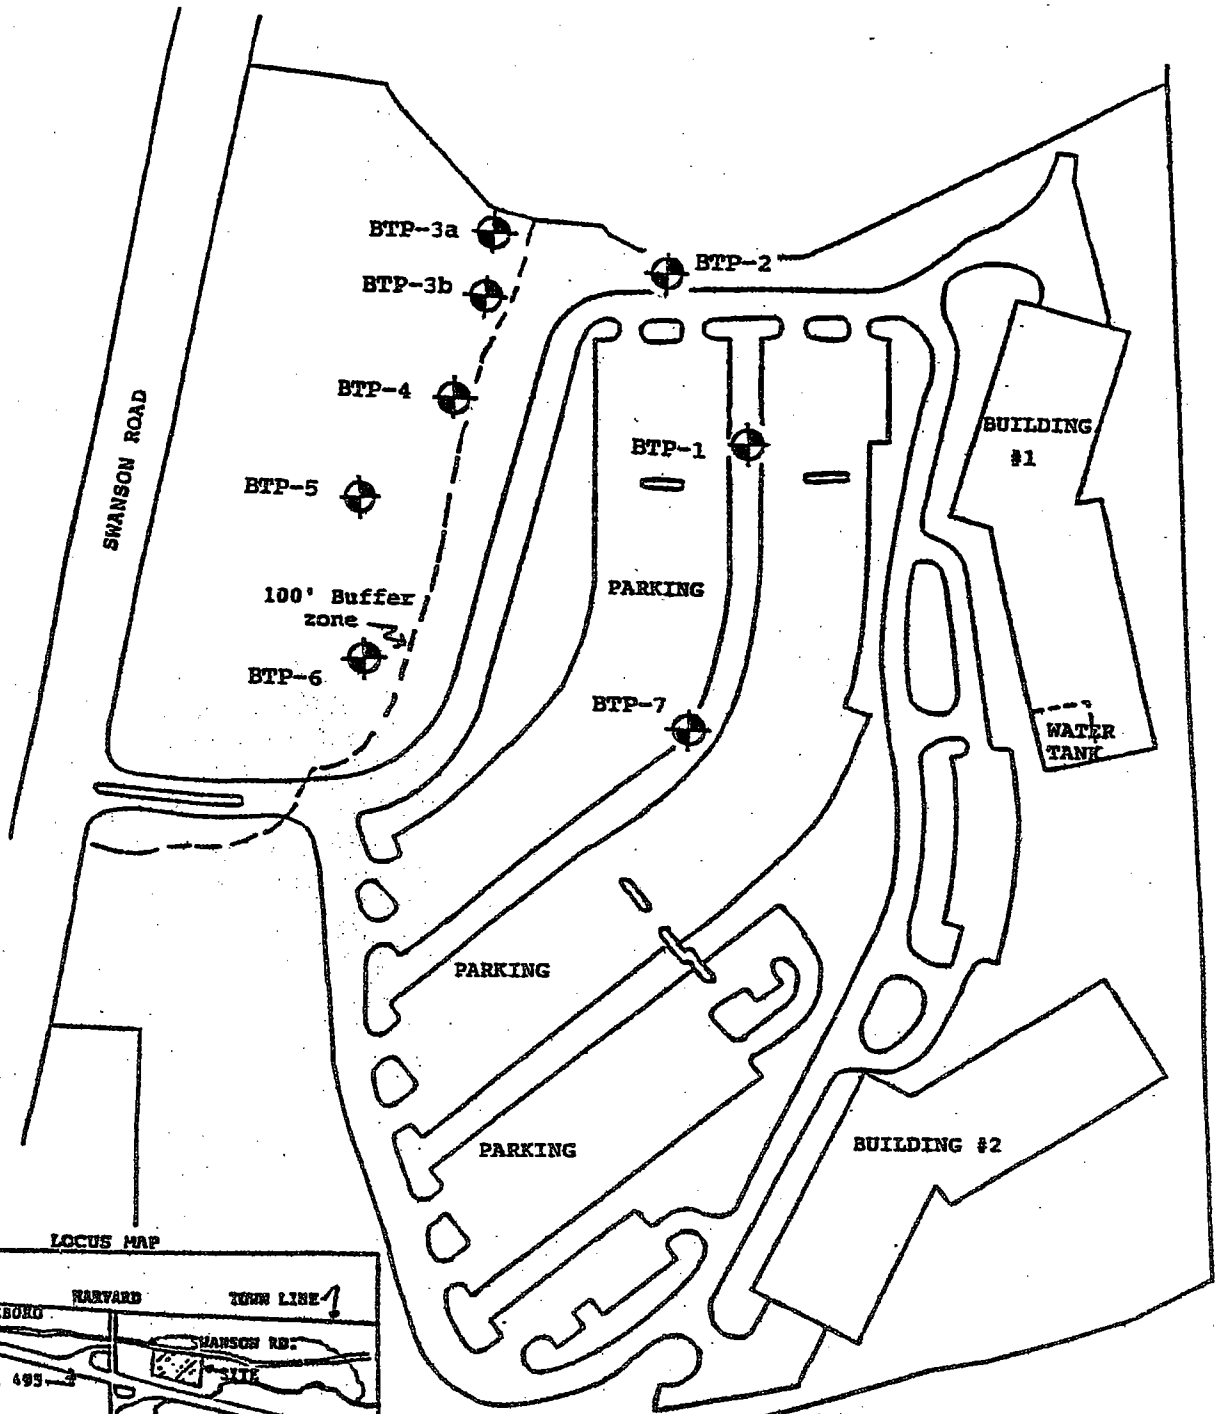 BTP-3a
BTP-2
BTP-3b
BTP-4
SWANSON ROAD
BTP-1
BUILDING
#1
BTP-5
PARKING
100' Buffer
zone
BTP-6
BTP-7
WATER
TANK
PARKING
PARKING
BUILDING #2
LOCUS MAP
HARVARD
TOWN LINE
BORO
WANSON RD.
SITE
495